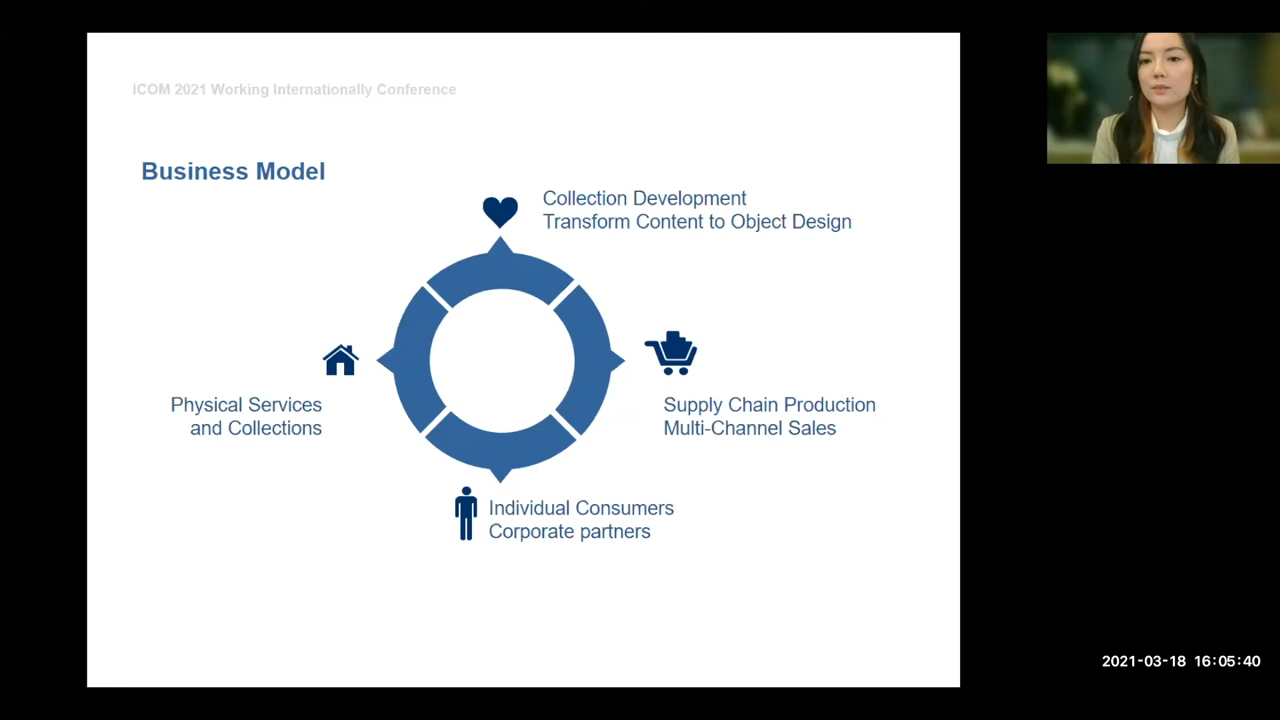 ICOM 2021 Working Internationally Conference
Business Model
Collection Development
Transform Content to Object Design
Physical Services
and Collections
Supply Chain Production
Multi-Channel Sales
Individual Consumers
Corporate partners
2021-03-18 16:05:40